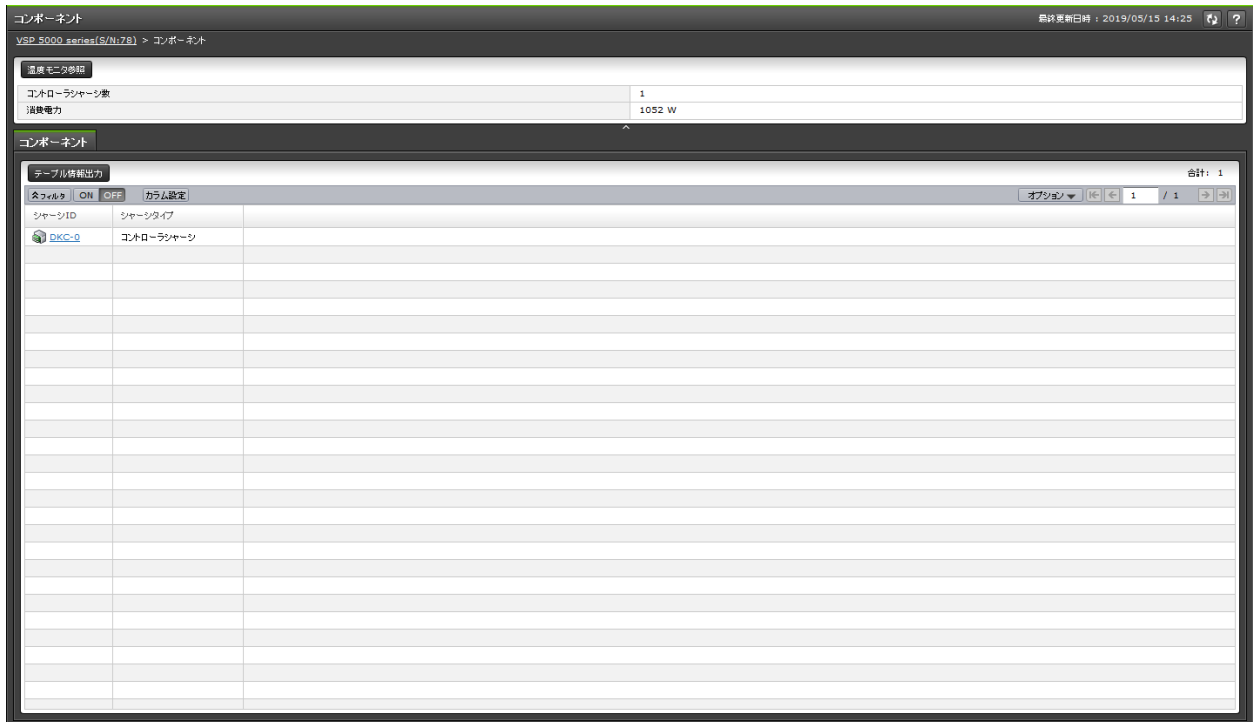 コンポーネント
最終更新日時 : 2019/05/15 14:25 ?
VSP 5000 series(S/N:78) > コンポーネント
温度モニタ参照
コントローラシャーシ数 1
消費電力 1052 W
コンポーネント
テーブル情報出力
合計: 1
フィルタ ON OFF カラム設定
オプション 1 / 1
シャーシID シャーシタイプ
DKC-0 コントローラシャーシ